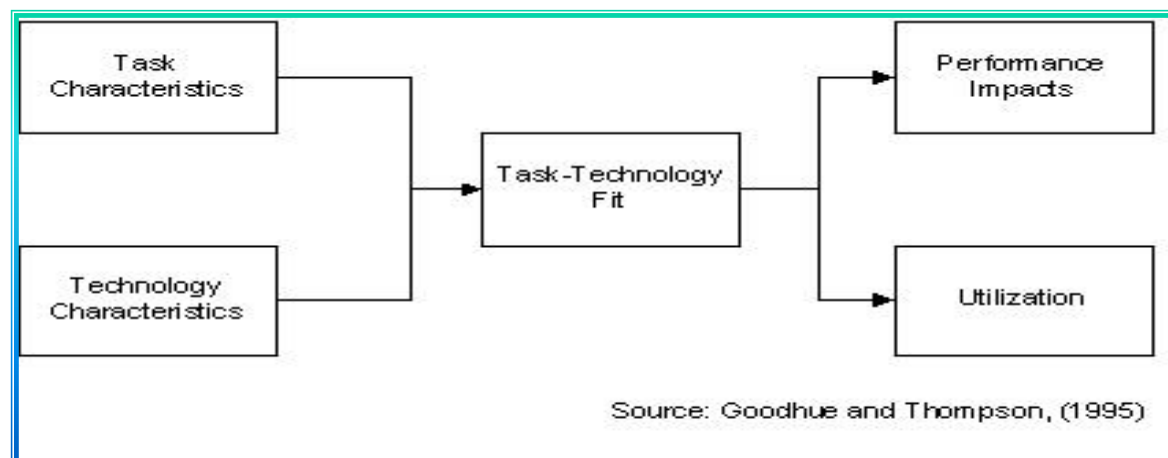 Task
Characteristics
Performance
Impacts
Task-Technology
Fit
Technology
Characteristics
Utilization
Source: Goodhue and Thompson, (1995)